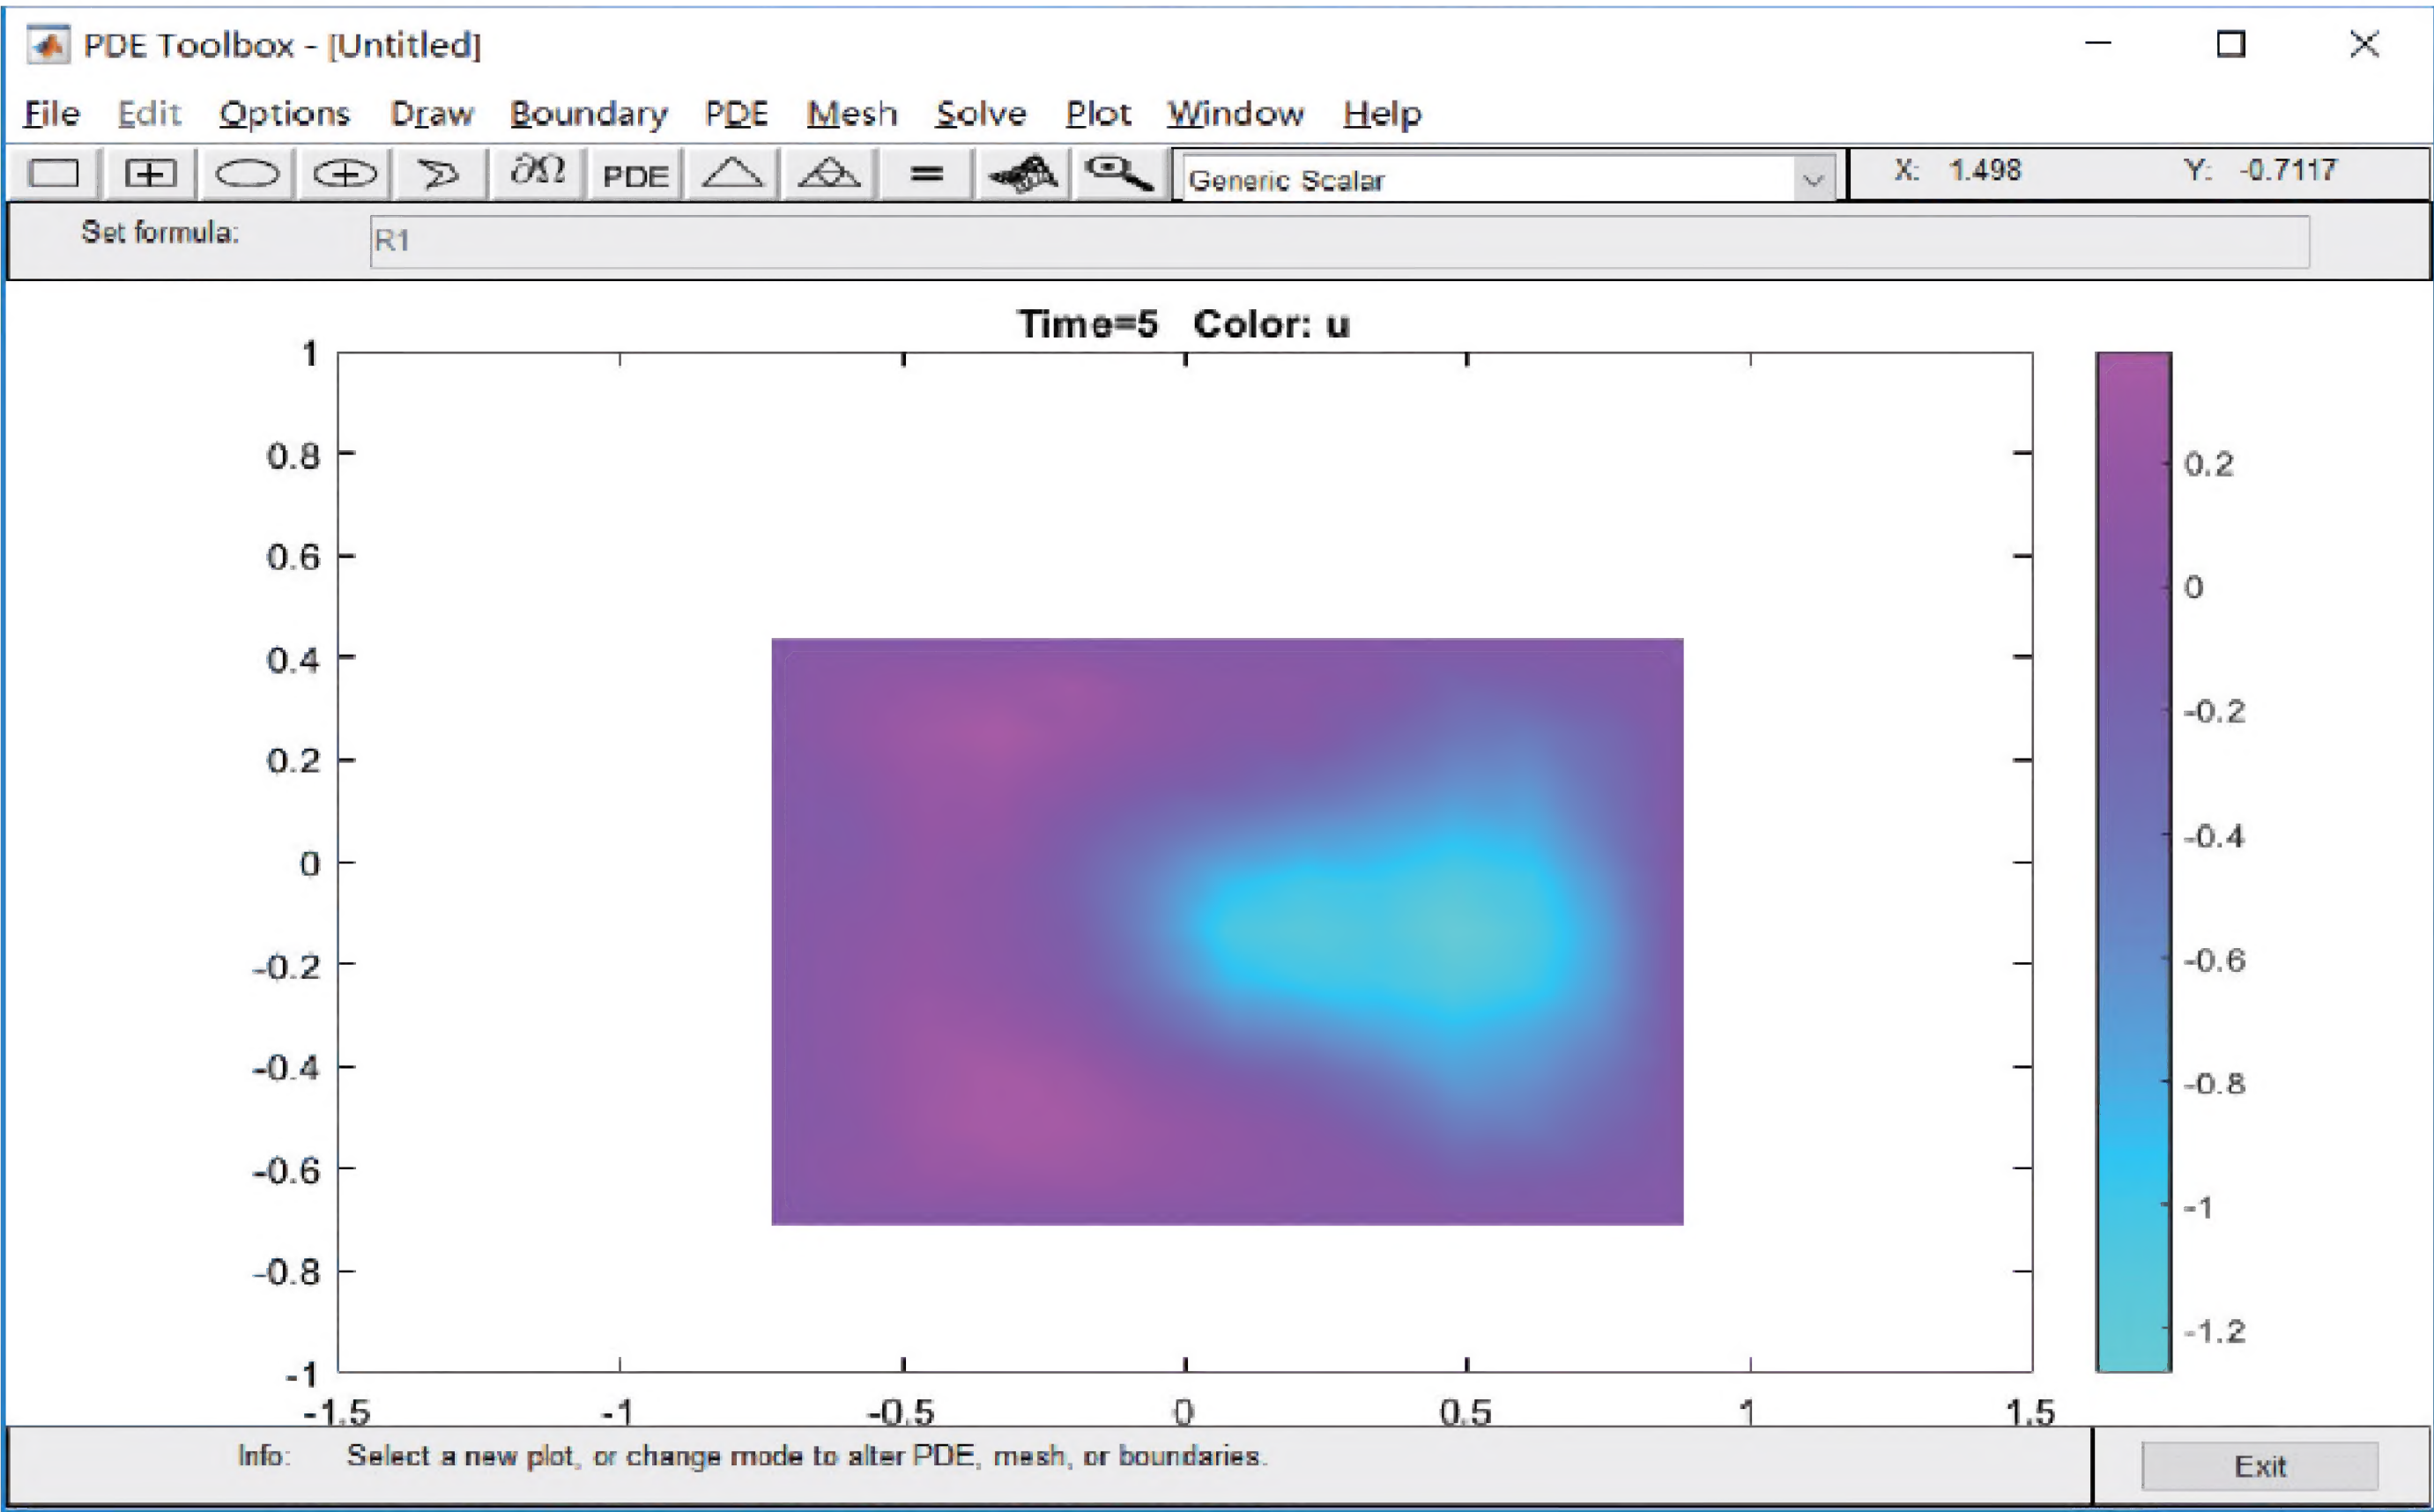 PDE Toolbox - [Untitled]
File Edit Options Draw Boundary PDE Mesh Solve Plot Window Help
∂Ω PDE = Generic Scalar X: 1.498 Y: -0.7117
Set formula: R1
Time=5 Color: u
1
0.8
0.6
0.4
0.2
0
-0.2
-0.4
-0.6
-0.8
-1
-1.5 -1 -0.5 0 0.5 1 1.5
0.2
0
-0.2
-0.4
-0.6
-0.8
-1
-1.2
Info: Select a new plot, or change mode to alter PDE, mesh, or boundaries.
Exit